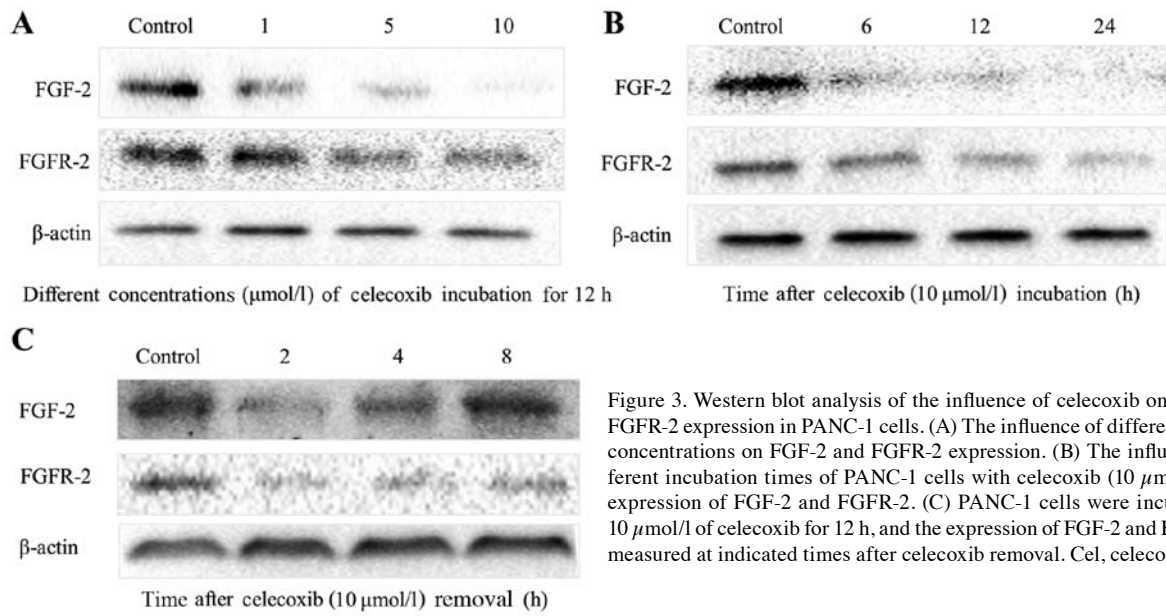 A
Control 1 5 10
FGF-2
FGFR-2
β-actin
Different concentrations (μmol/l) of celecoxib incubation for 12 h
B
Control 6 12 24
FGF-2
FGFR-2
β-actin
Time after celecoxib (10 μmol/l) incubation (h)
C
Control 2 4 8
FGF-2
FGFR-2
β-actin
Time after celecoxib (10 μmol/l) removal (h)
Figure 3. Western blot analysis of the influence of celecoxib on
FGFR-2 expression in PANC-1 cells. (A) The influence of differe
concentrations on FGF-2 and FGFR-2 expression. (B) The influ
ferent incubation times of PANC-1 cells with celecoxib (10 μm
expression of FGF-2 and FGFR-2. (C) PANC-1 cells were incu
10 μmol/l of celecoxib for 12 h, and the expression of FGF-2 and
measured at indicated times after celecoxib removal. Cel, celeco